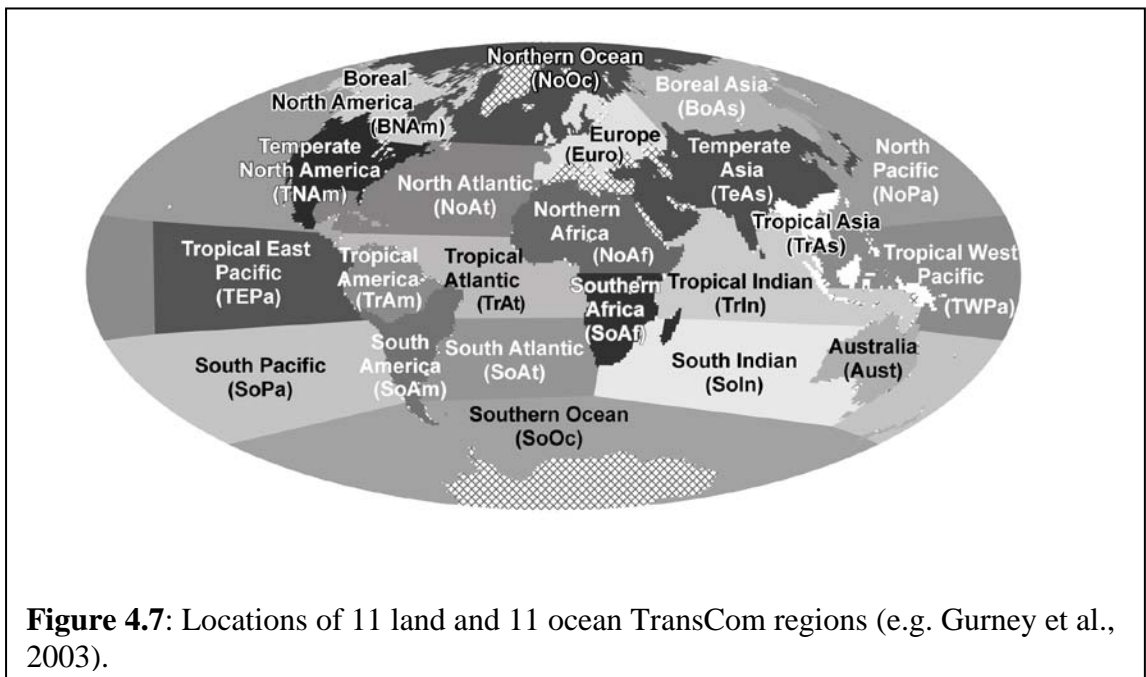 Northern Ocean
(NoOc)
Boreal
North America
(BNAm)
Boreal Asia
(BoAs)
Europe
(Euro)
Temperate
North America
(TNAm)
Temperate
Asia
(TeAs)
North
Pacific
(NoPa)
North Atlantic
(NoAt)
Northern
Africa
(NoAf)
Tropical Asia
(TrAs)
Tropical East
Pacific
(TEPa)
Tropical
America
(TrAm)
Tropical
Atlantic
(TrAt)
Southern
Africa
(SoAf)
Tropical Indian
(TrIn)
Tropical West
Pacific
(TWPa)
South Pacific
(SoPa)
South
America
(SoAm)
South Atlantic
(SoAt)
South Indian
(SoIn)
Australia
(Aust)
Southern Ocean
(SoOc)
Figure 4.7: Locations of 11 land and 11 ocean TransCom regions (e.g. Gurney et al.,
2003).